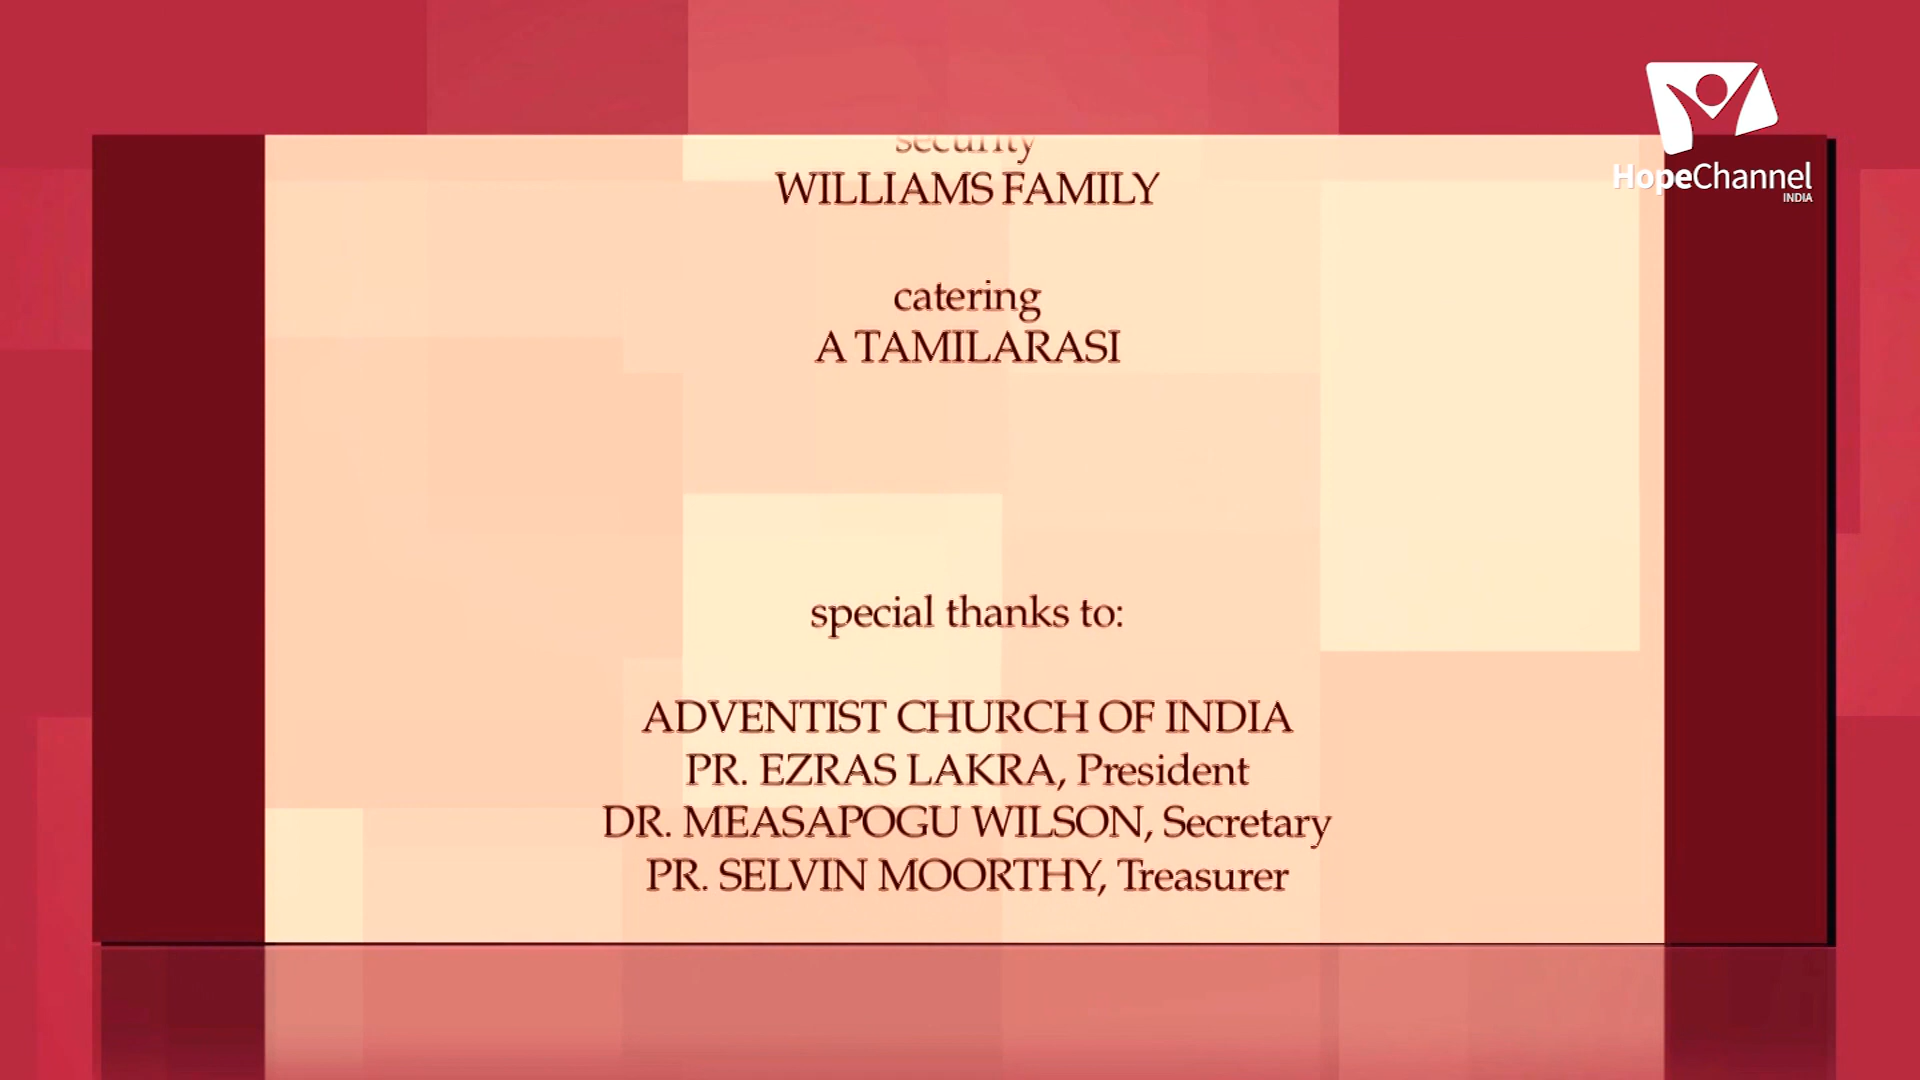 security
WILLIAMS FAMILY
catering
A TAMILARASI
special thanks to:
ADVENTIST CHURCH OF INDIA
PR. EZRAS LAKRA, President
DR. MEASAPOGU WILSON, Secretary
PR. SELVIN MOORTHY, Treasurer
HopeChannel
INDIA